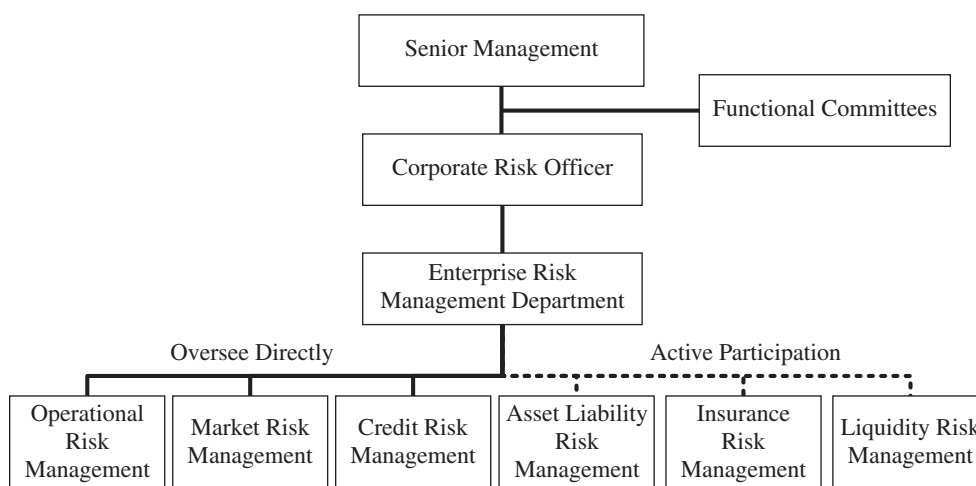 Senior Management
Functional Committees
Corporate Risk Officer
Enterprise Risk
Management Department
Oversee Directly
Active Participation
Operational
Risk
Management
Market Risk
Management
Credit Risk
Management
Asset Liability
Risk
Management
Insurance
Risk
Management
Liquidity Risk
Management